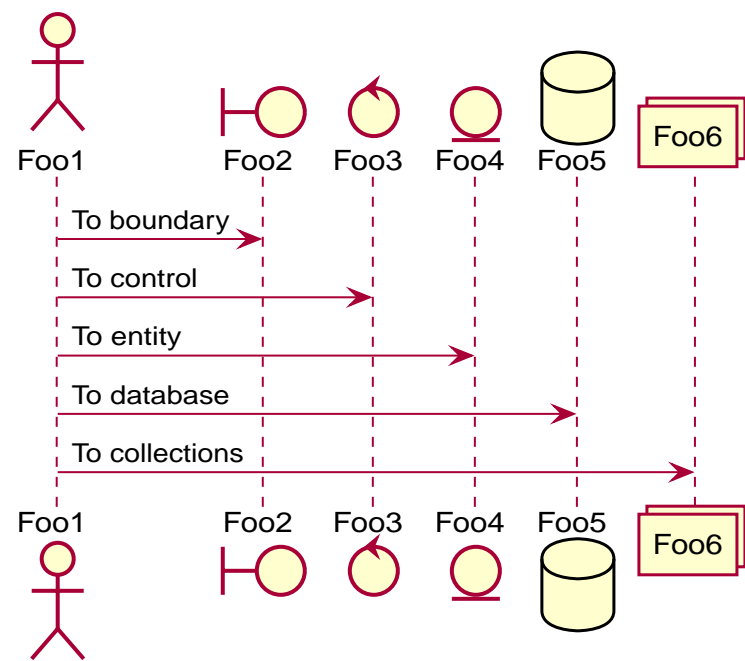 Foo1 Foo2 Foo3 Foo4 Foo5 Foo6
To boundary
To control
To entity
To database
To collections
Foo1 Foo2 Foo3 Foo4 Foo5 Foo6